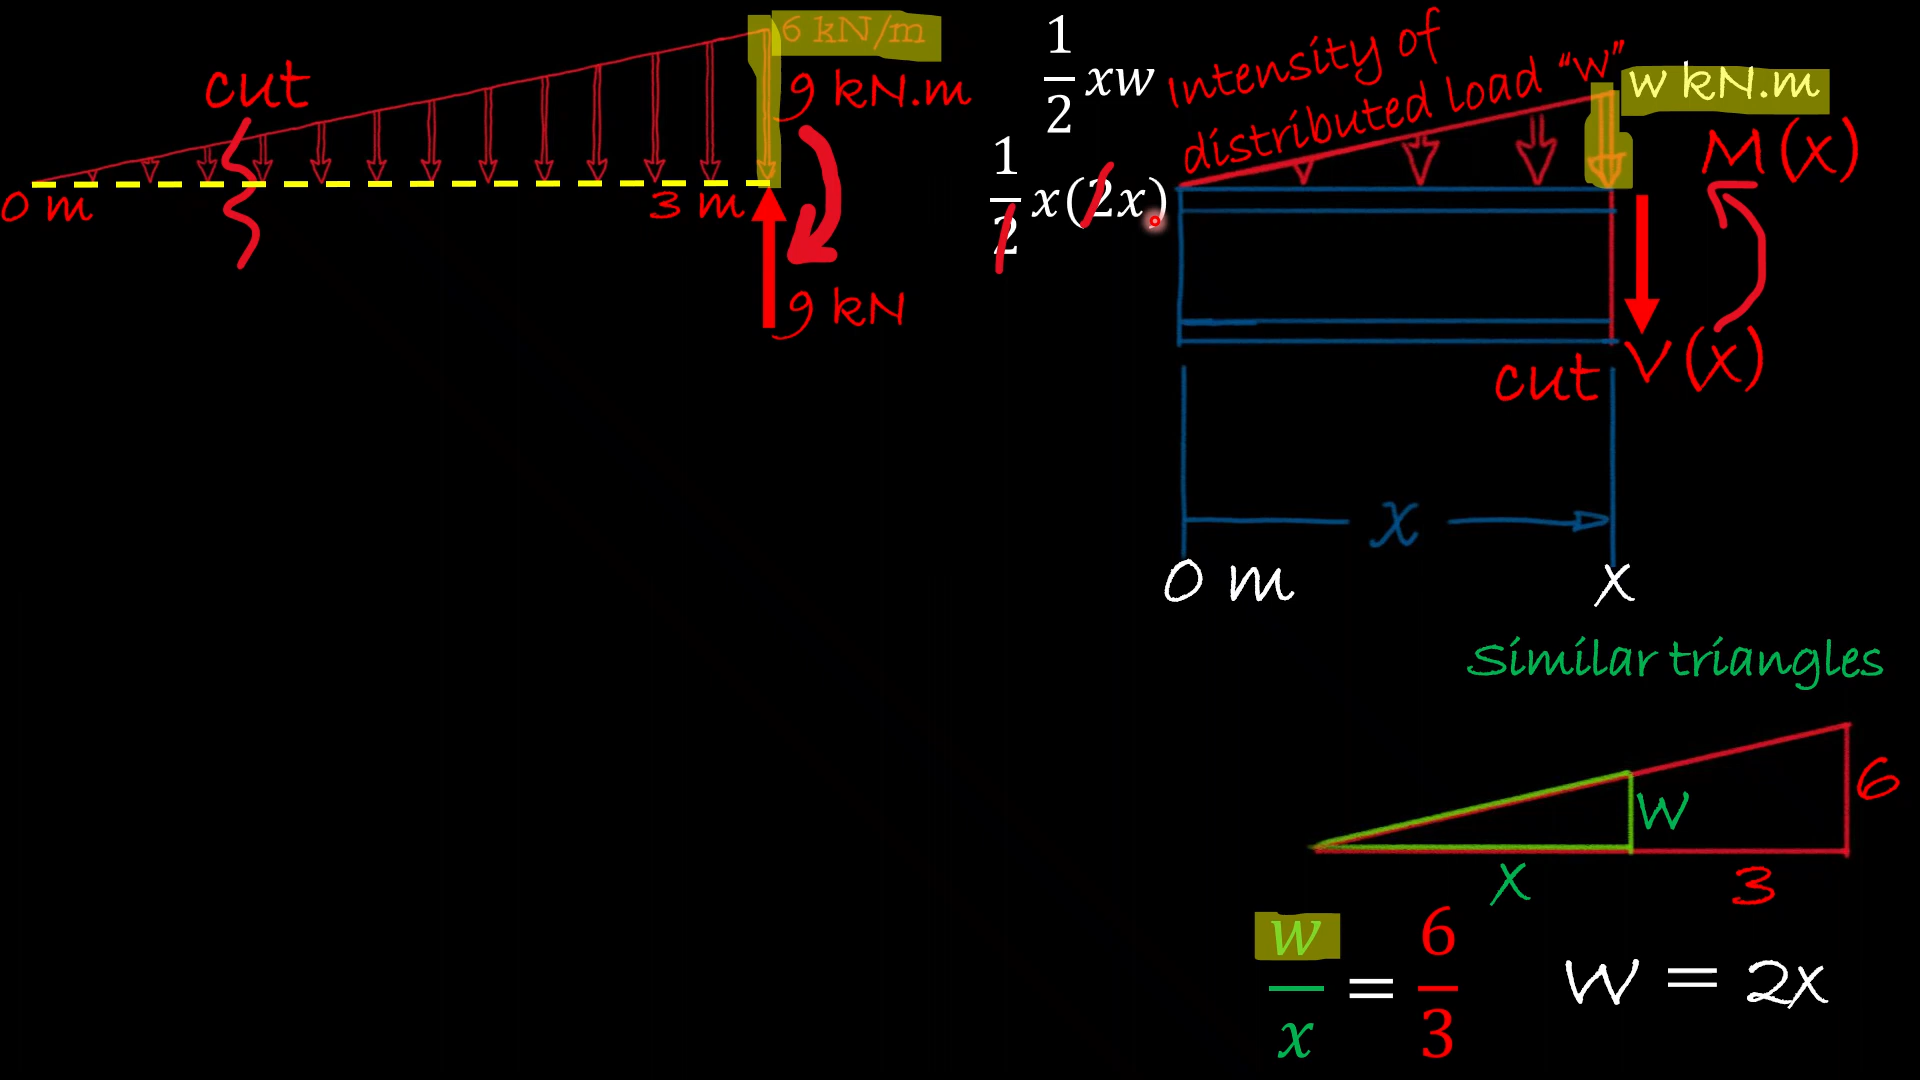 6 kN/m
cut
9 kN.m
0 m
3 m
9 kN
1/2 xw
1/2 x(2x)
Intensity of
distributed load “w”
w kN.m
M(x)
V(x)
cut
x
0 m
x
Similar triangles
6
w
x
3
w/x = 6/3
w = 2x